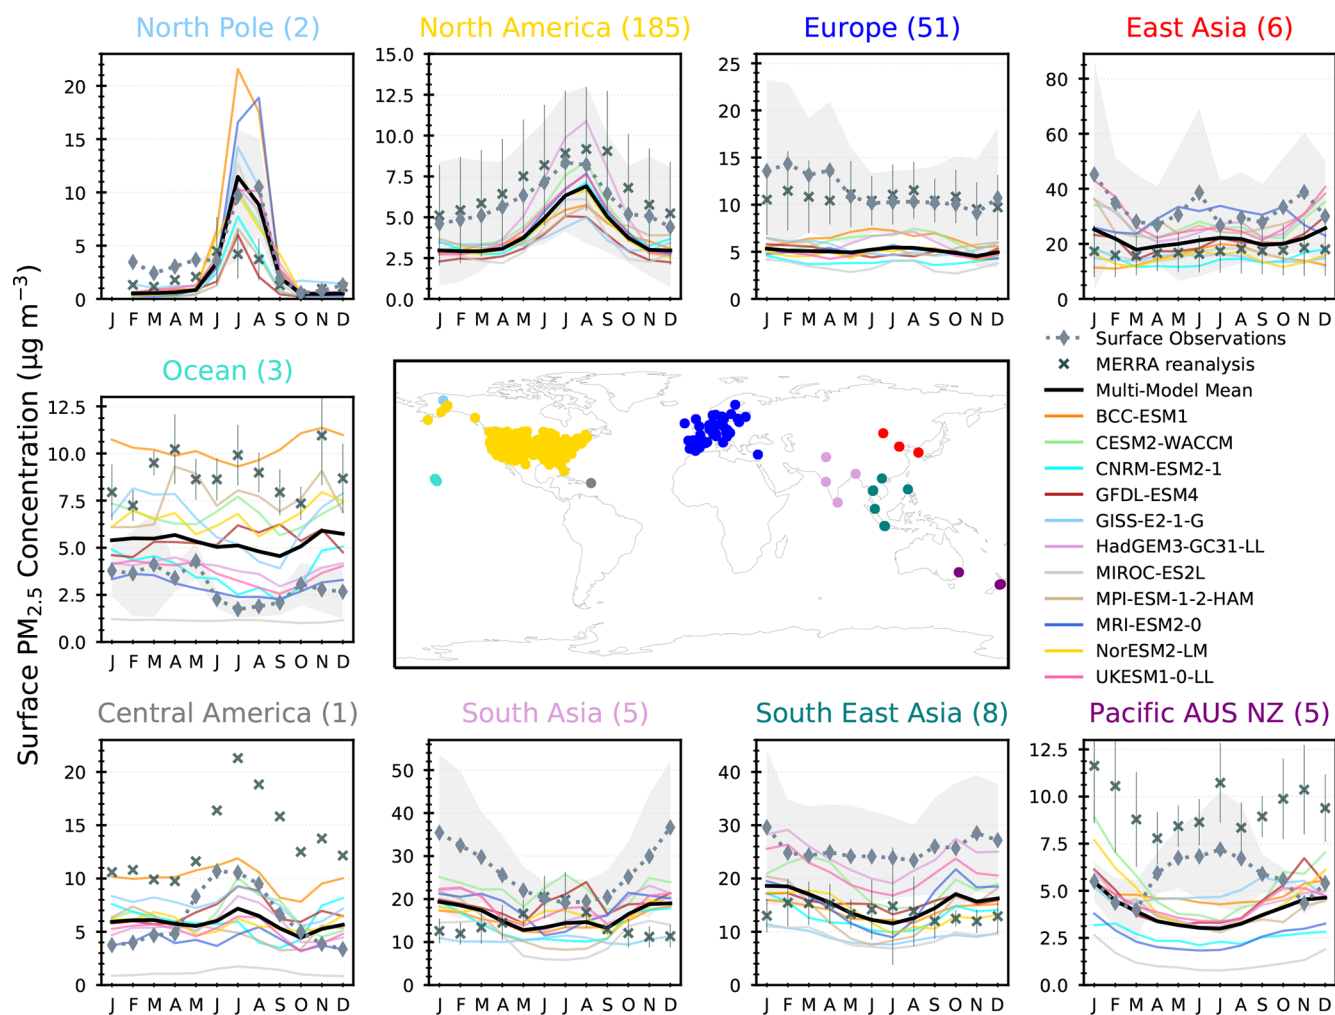 Surface PM2.5 Concentration (µg m−3)
North Pole (2)
20
15
10
5
0
J F M A M J J A S O N D
North America (185)
15.0
12.5
10.0
7.5
5.0
2.5
0.0
J F M A M J J A S O N D
Europe (51)
25
20
15
10
5
0
J F M A M J J A S O N D
East Asia (6)
80
60
40
20
0
J F M A M J J A S O N D
Ocean (3)
12.5
10.0
7.5
5.0
2.5
0.0
J F M A M J J A S O N D
Surface Observations
MERRA reanalysis
Multi-Model Mean
BCC-ESM1
CESM2-WACCM
CNRM-ESM2-1
GFDL-ESM4
GISS-E2-1-G
HadGEM3-GC31-LL
MIROC-ES2L
MPI-ESM-1-2-HAM
MRI-ESM2-0
NorESM2-LM
UKESM1-0-LL
Central America (1)
20
15
10
5
0
J F M A M J J A S O N D
South Asia (5)
50
40
30
20
10
0
J F M A M J J A S O N D
South East Asia (8)
40
30
20
10
0
J F M A M J J A S O N D
Pacific AUS NZ (5)
12.5
10.0
7.5
5.0
2.5
0.0
J F M A M J J A S O N D